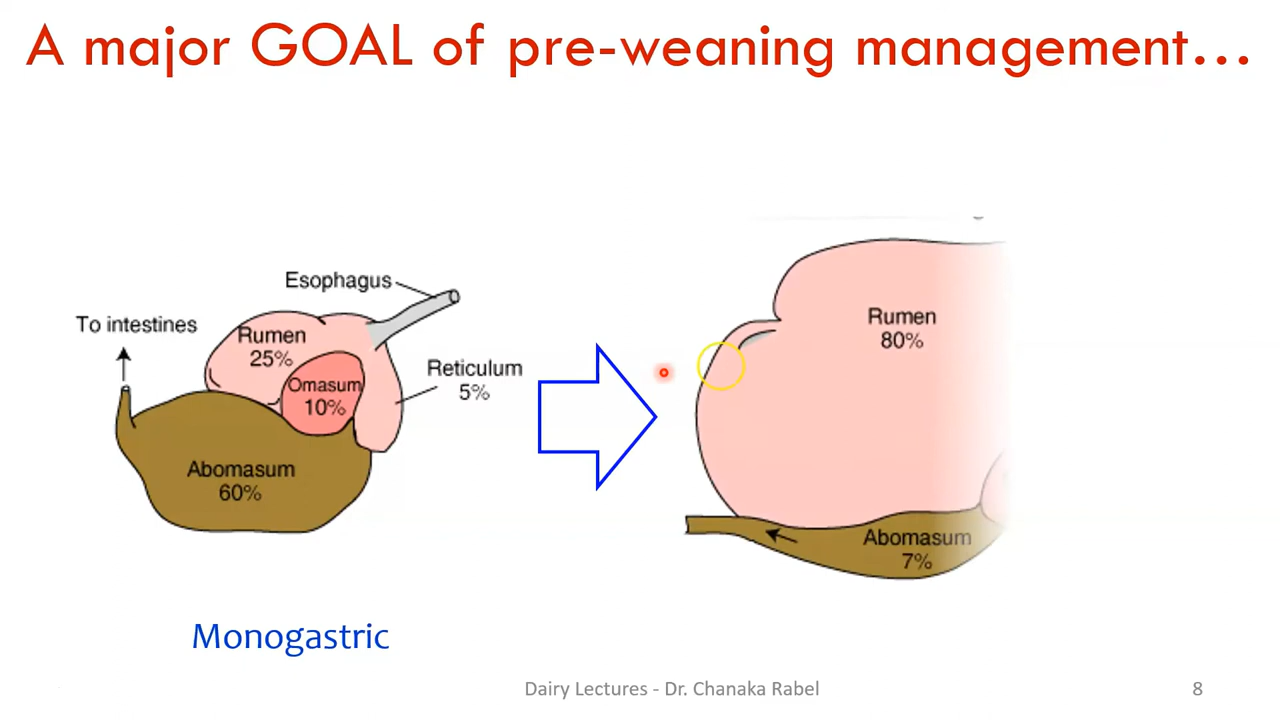 A major GOAL of pre-weaning management...
Esophagus
To intestines
Rumen
25%
Omasum
10%
Reticulum
5%
Abomasum
60%
Rumen
80%
Abomasum
7%
Monogastric
Dairy Lectures - Dr. Chanaka Rabel
8